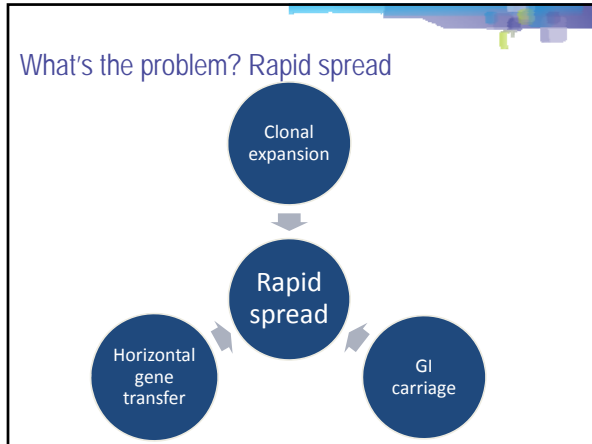 What's the problem? Rapid spread
Clonal
expansion
Rapid
spread
Horizontal
gene
transfer
GI
carriage